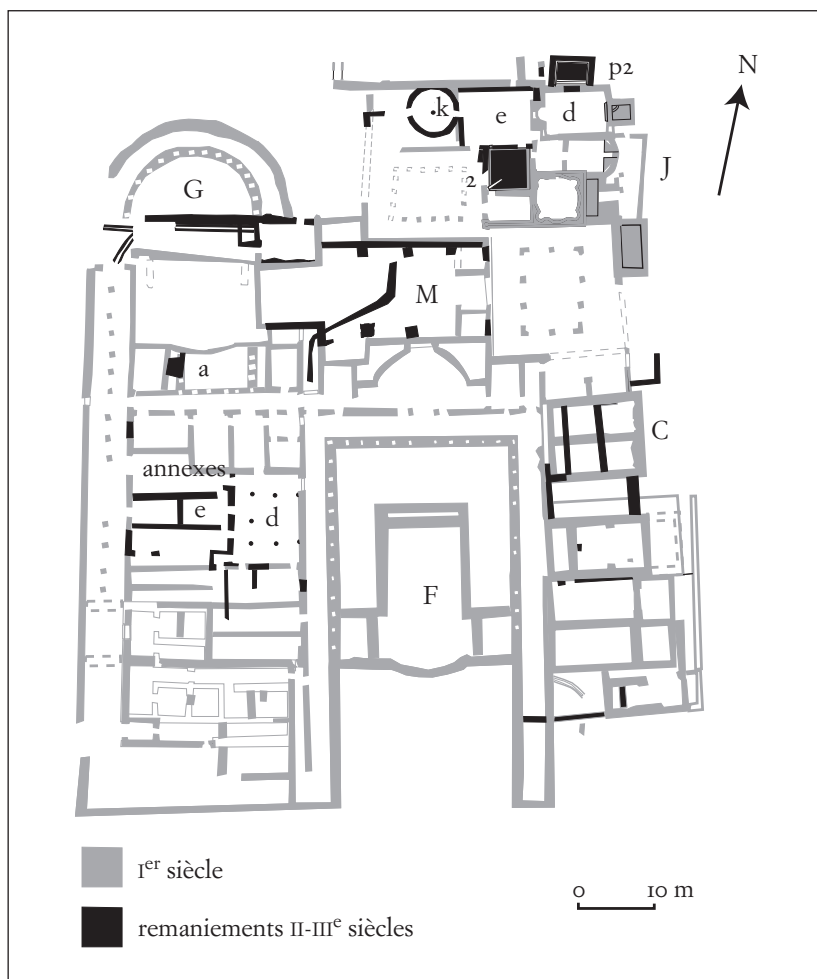 p2
N
k
e
d
J
2
G
M
a
C
annexes
e
d
F
Iᵉʳ siècle
0 10 m
remaniements II-IIIᵉ siècles